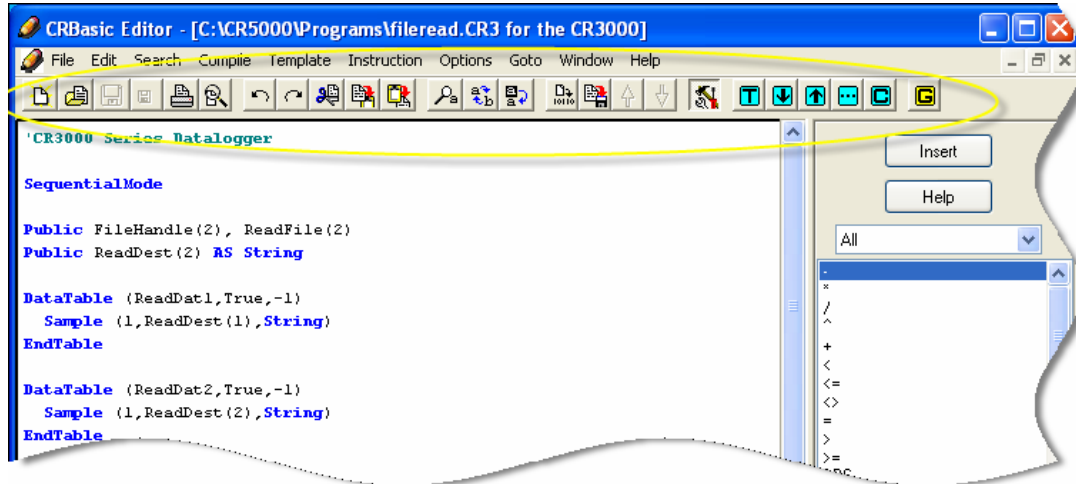 CRBasic Editor - [C:\CR5000\Programs\fileread.CR3 for the CR3000]
File Edit Search Compile Template Instruction Options Goto Window Help
T C G
'CR3000 Series Datalogger
SequentialMode
Public FileHandle(2), ReadFile(2)
Public ReadDest(2) AS String
DataTable (ReadDat1,True,-1)
Sample (1,ReadDest(1),String)
EndTable
DataTable (ReadDat2,True,-1)
Sample (1,ReadDest(2),String)
EndTable
Insert
Help
All
-
*
/
^
+
<
<=
<>
=
>
>=